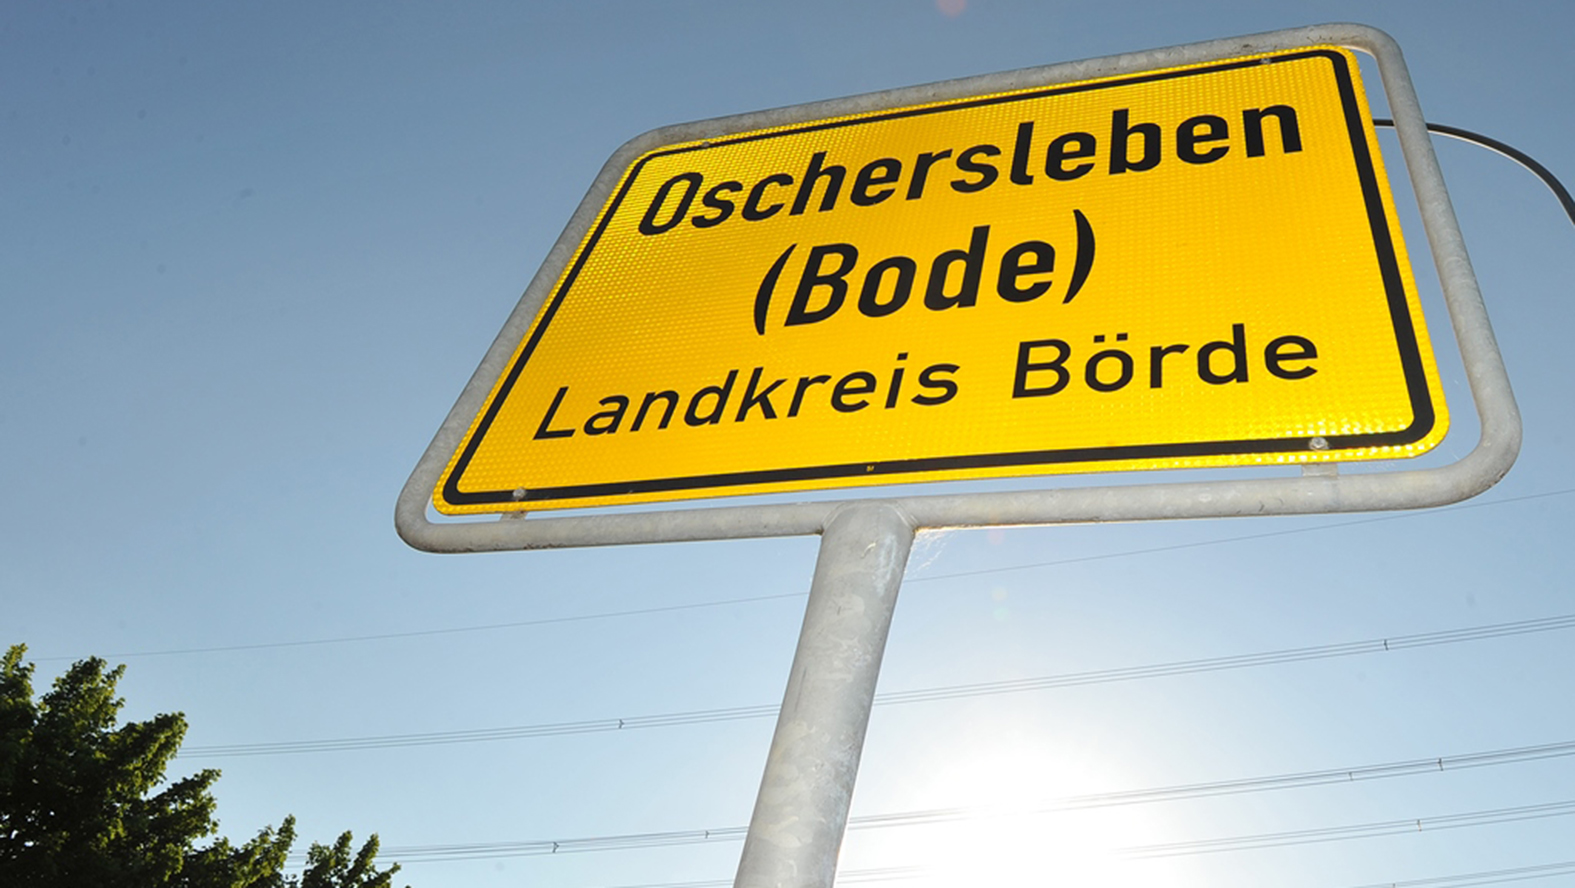 Oschersleben
(Bode)
Landkreis Börde